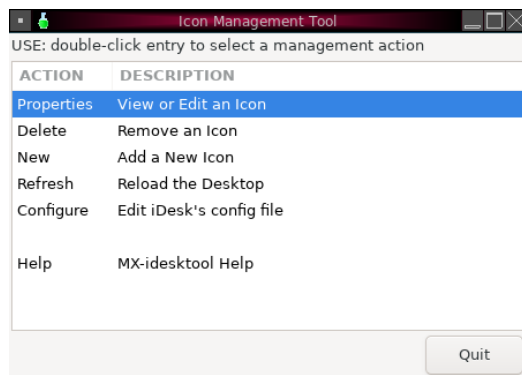 Icon Management Tool
USE: double-click entry to select a management action
ACTION DESCRIPTION
Properties View or Edit an Icon
Delete Remove an Icon
New Add a New Icon
Refresh Reload the Desktop
Configure Edit iDesk's config file
Help MX-idesktool Help
Quit